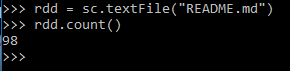 >>> rdd = sc.textFile("README.md")
>>> rdd.count()
98
>>>